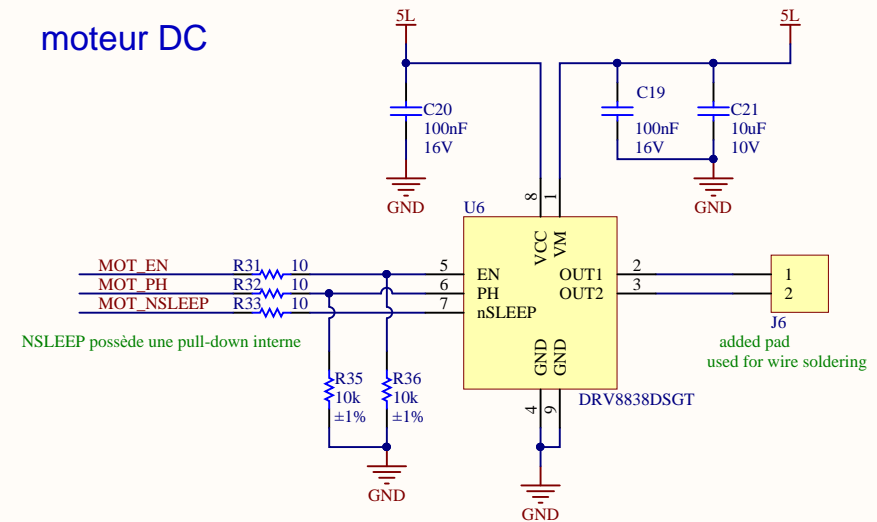 moteur DC
5L
5L
C20
100nF
16V
C19
100nF
16V
C21
10uF
10V
GND
GND
U6
8
1
VCC
VM
MOT_EN
R31
10
5
EN
OUT1
2
1
MOT_PH
R32
10
6
PH
OUT2
3
2
MOT_NSLEEP
R33
10
7
nSLEEP
J6
NSLEEP possède une pull-down interne
added pad
used for wire soldering
GND
GND
R35
10k
±1%
R36
10k
±1%
4
9
DRV8838DSGT
GND
GND